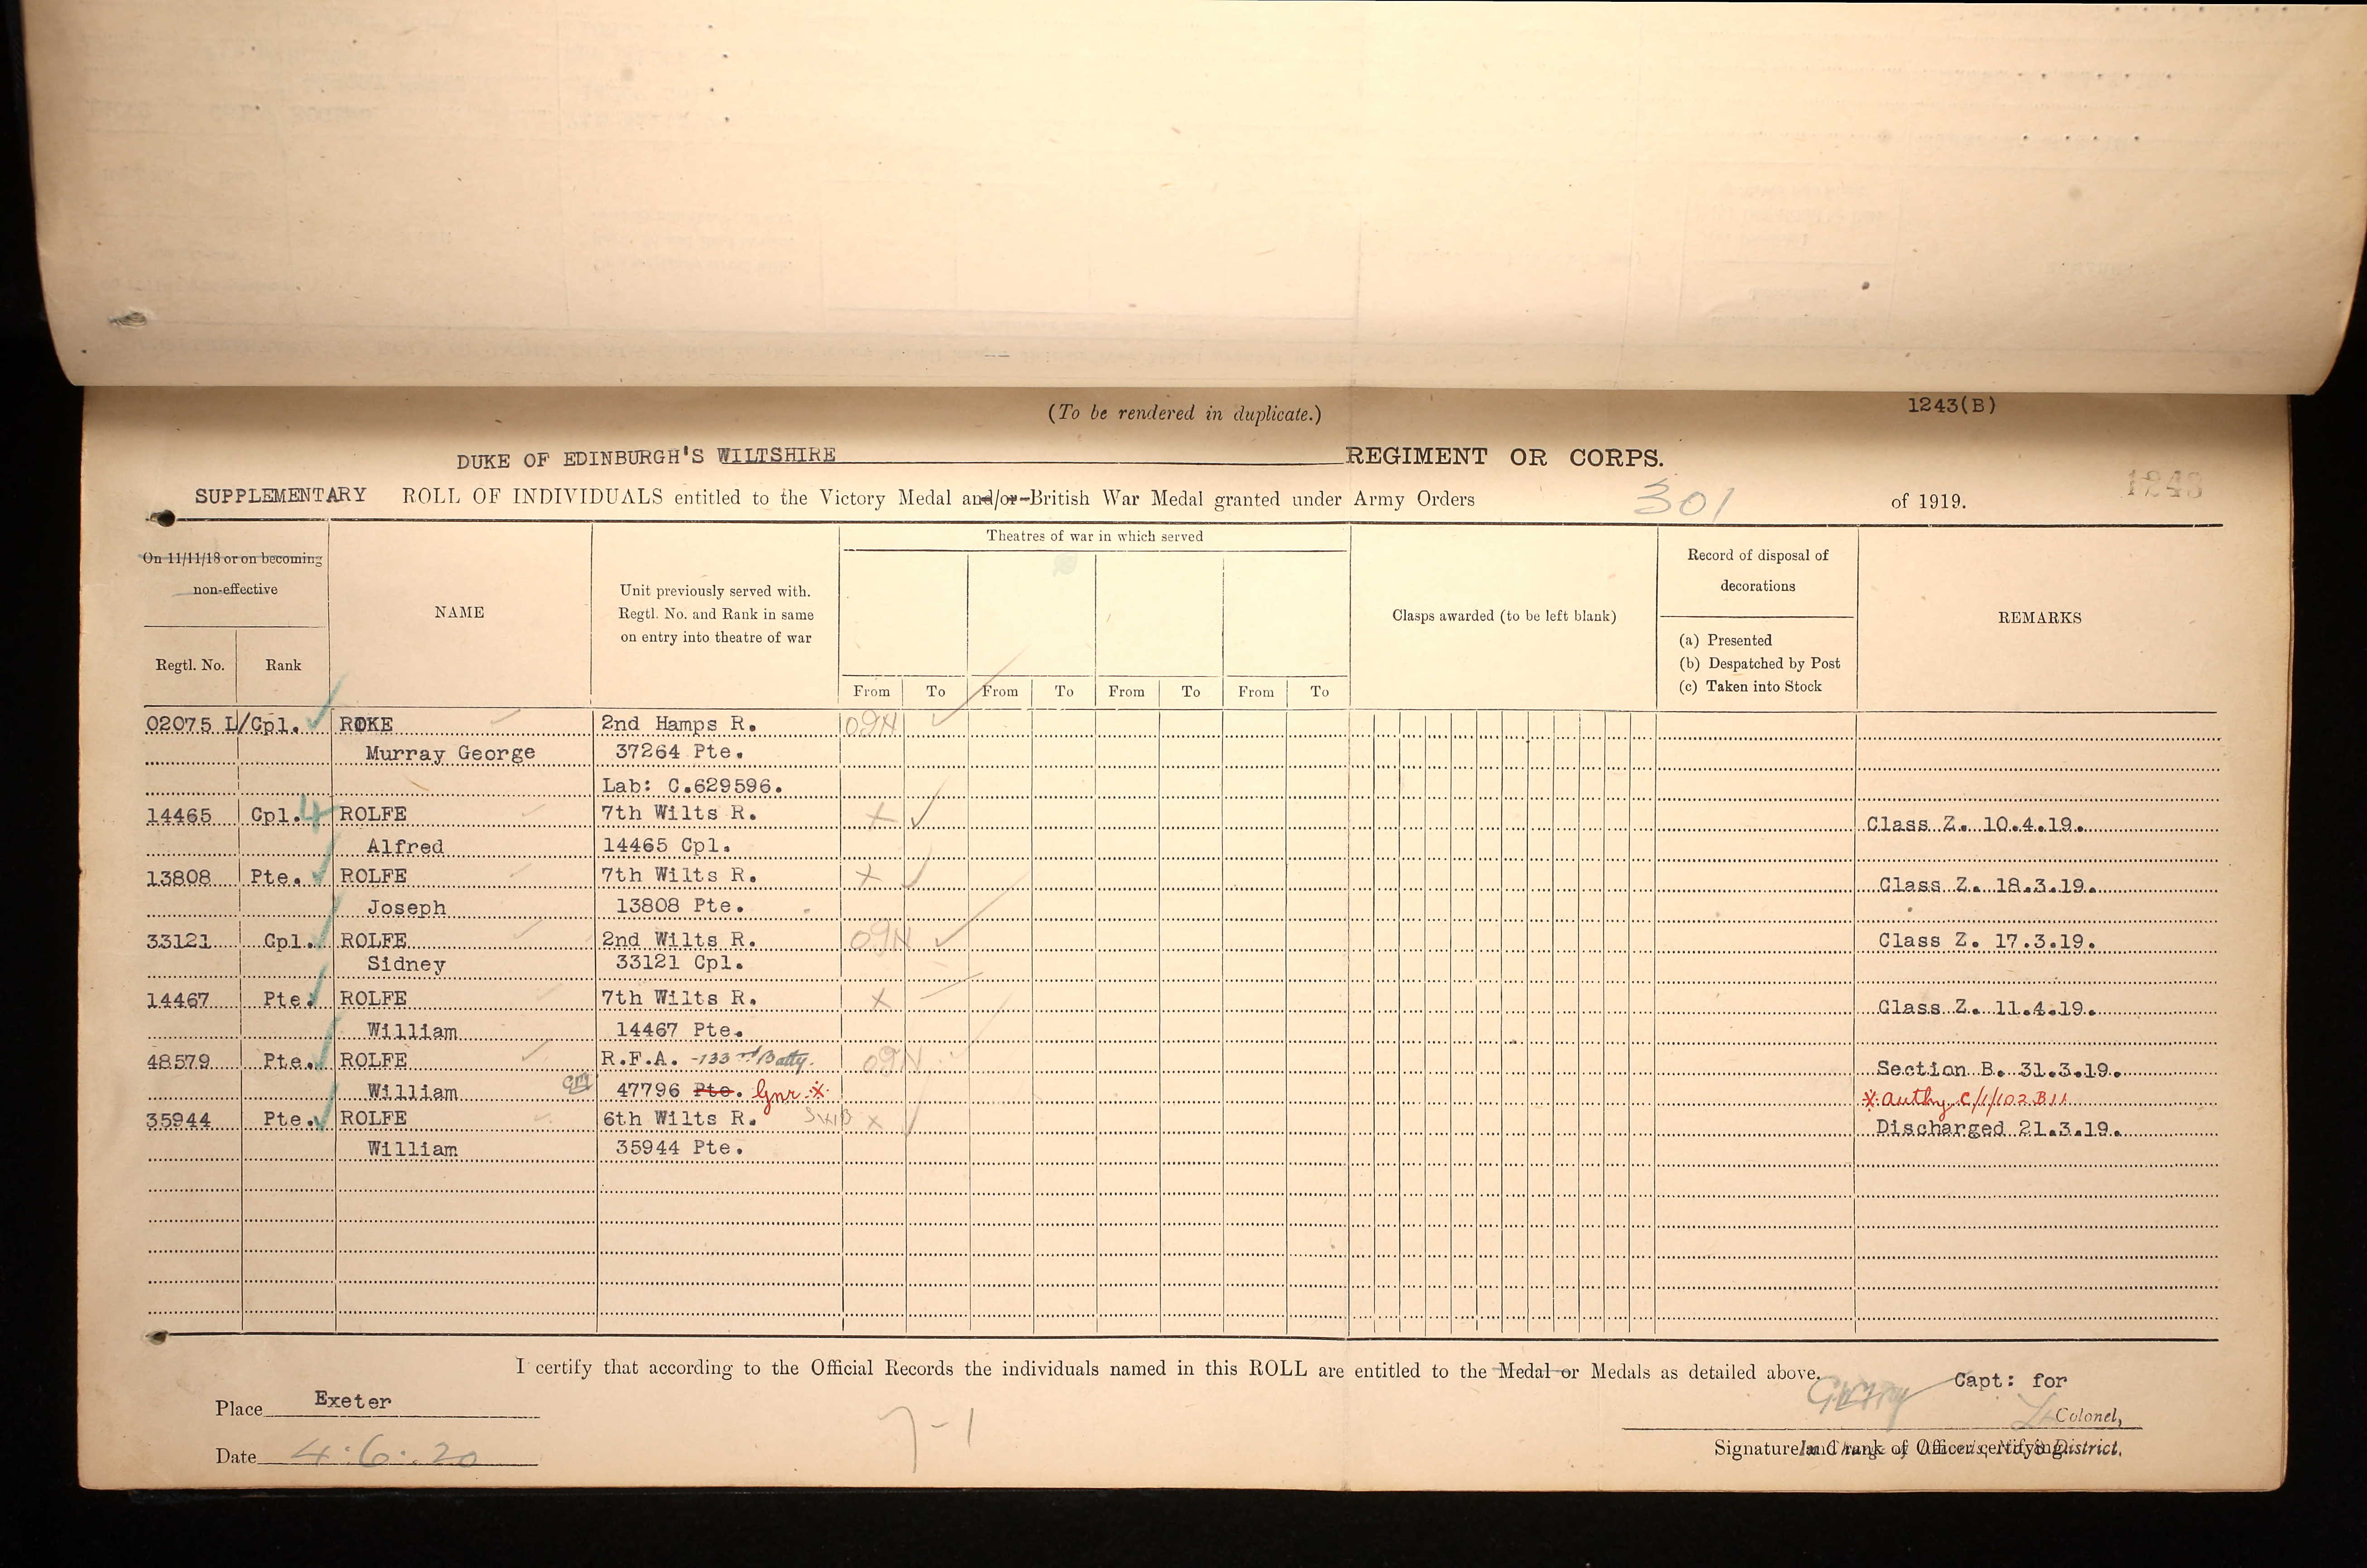 (To be rendered in duplicate.) 1243(B)
DUKE OF EDINBURGH'S WILTSHIRE REGIMENT OR CORPS.
1243
SUPPLEMENTARY ROLL OF INDIVIDUALS entitled to the Victory Medal and/or British War Medal granted under Army Orders 301 of 1919.
On 11/11/18 or on becoming non-effective
Regtl. No. Rank
NAME
Unit previously served with. Regtl. No. and Rank in same on entry into theatre of war
Theatres of war in which served
From To From To From To From To
Clasps awarded (to be left blank)
Record of disposal of decorations
(a) Presented
(b) Despatched by Post
(c) Taken into Stock
REMARKS
02075 L/Cpl. ROKE 2nd Hamps R.
Murray George 37264 Pte.
Lab: C.629596.
14465 Cpl. ROLFE 7th Wilts R. X Class Z. 10.4.19.
Alfred 14465 Cpl.
13808 Pte. ROLFE 7th Wilts R. X Class Z. 18.3.19.
Joseph 13808 Pte.
33121 Cpl. ROLFE 2nd Wilts R. Class Z. 17.3.19.
Sidney 33121 Cpl.
14467 Pte. ROLFE 7th Wilts R. X Class Z. 11.4.19.
William 14467 Pte.
48579 Pte. ROLFE R.F.A. -133rd Batty. Section B. 31.3.19.
William 47796 Pte. Gnr. X X Authy C/1/102 B11
35944 Pte. ROLFE 6th Wilts R. X Discharged 21.3.19.
William 35944 Pte.
I certify that according to the Official Records the individuals named in this ROLL are entitled to the Medal or Medals as detailed above.
Capt: for
Place Exeter
Lt Colonel,
Date 4:6:20
7-1
Signature and rank of Officer certifying District.